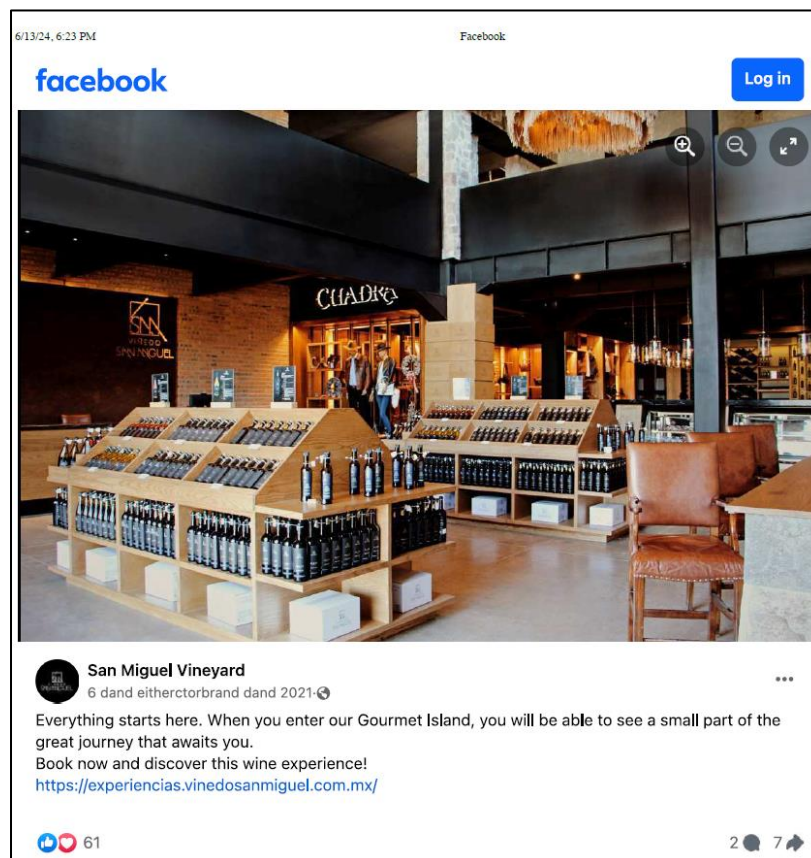 6/13/24, 6:23 PM
Facebook
facebook
Log in
CUADRO
SM
VIÑEDO
SAN MIGUEL
San Miguel Vineyard
6 dand eitherctorbrand dand 2021·
Everything starts here. When you enter our Gourmet Island, you will be able to see a small part of the
great journey that awaits you.
Book now and discover this wine experience!
https://experiencias.vinedosanmiguel.com.mx/
61
2
7